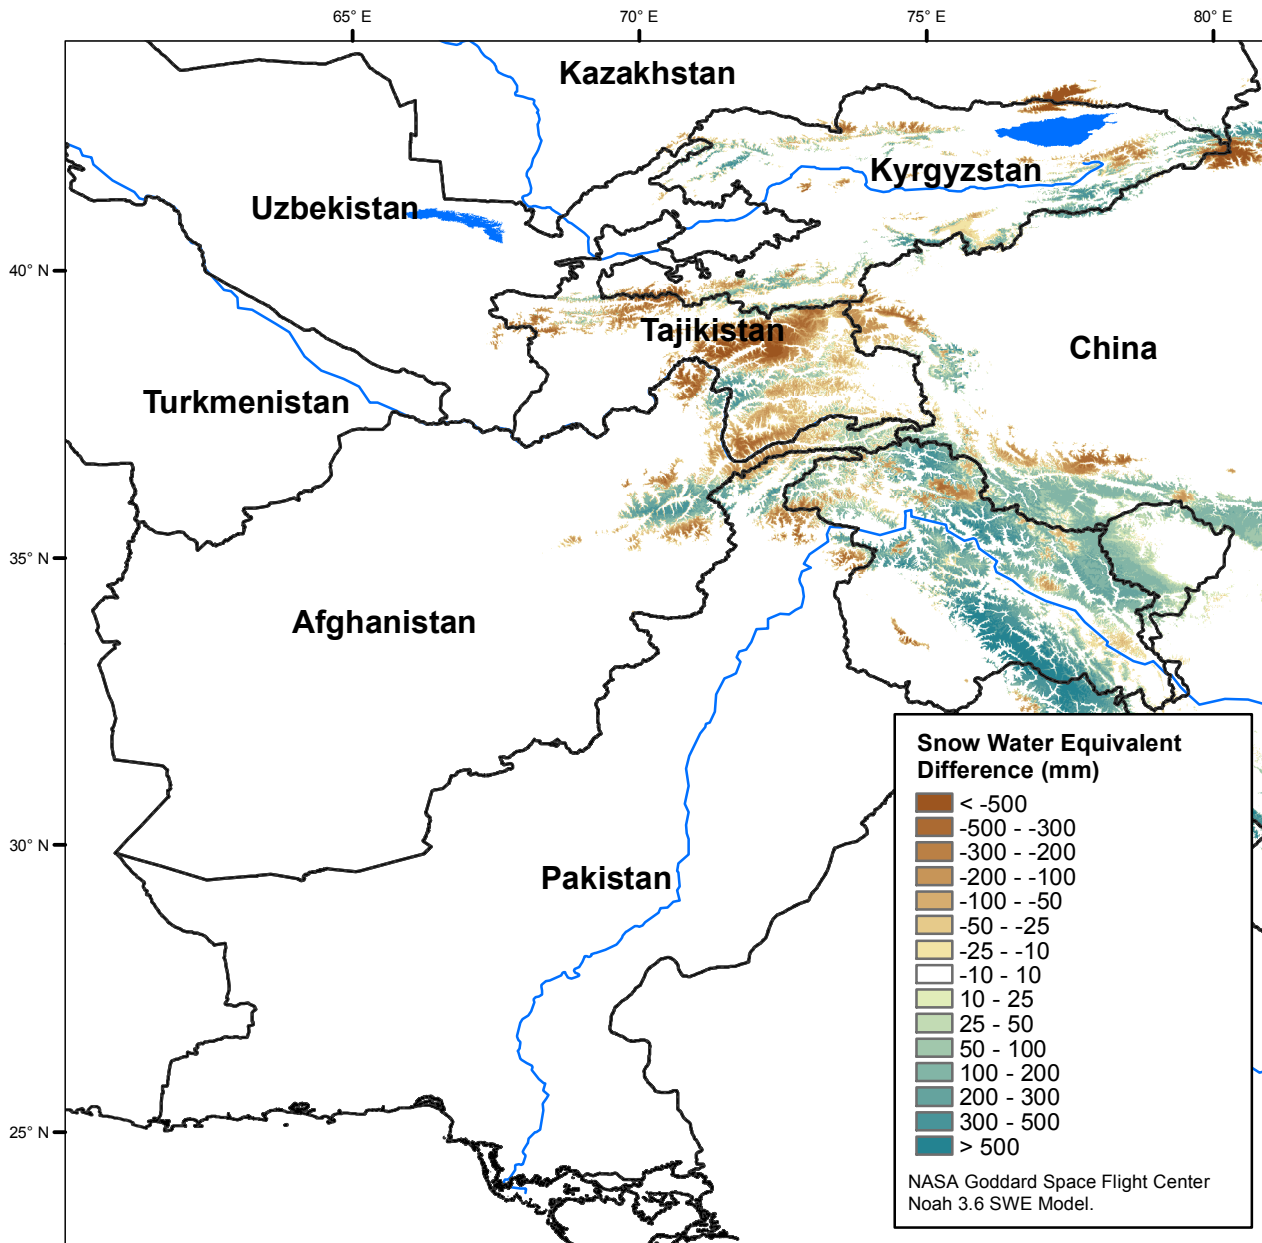 65° E
70° E
75° E
80° E
Kazakhstan
Kyrgyzstan
Uzbekistan
40° N
Tajikistan
China
Turkmenistan
35° N
Afghanistan
Snow Water Equivalent
Difference (mm)
< -500
-500 - -300
-300 - -200
-200 - -100
-100 - -50
-50 - -25
-25 - -10
-10 - 10
10 - 25
25 - 50
50 - 100
100 - 200
200 - 300
300 - 500
> 500
NASA Goddard Space Flight Center
Noah 3.6 SWE Model.
30° N
Pakistan
25° N